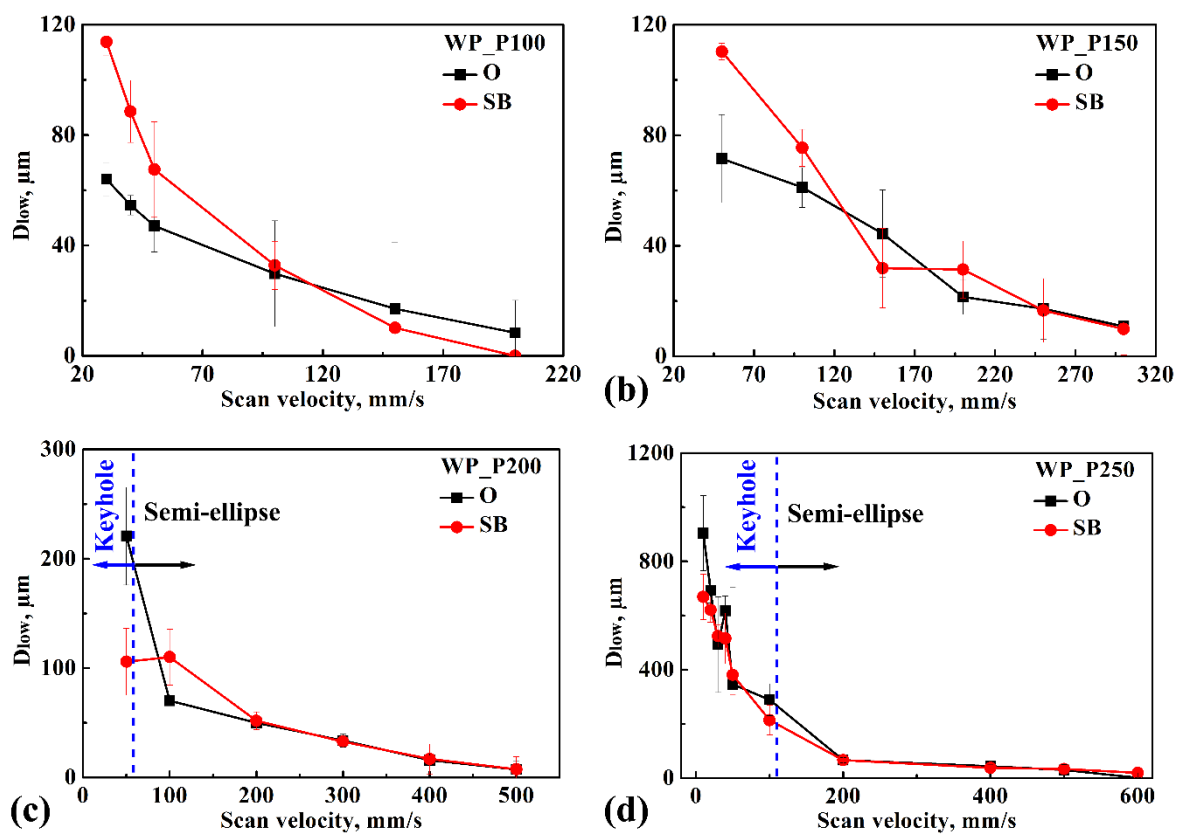 WP_P100
O
SB
120
80
40
0
Dlow, μm
20
70
120
170
220
Scan velocity, mm/s
(b)
WP_P150
O
SB
120
80
40
0
Dlow, μm
20
70
120
170
220
270
320
Scan velocity, mm/s
(c)
WP_P200
O
SB
Keyhole
Semi-ellipse
300
200
100
0
Dlow, μm
0
100
200
300
400
500
Scan velocity, mm/s
(d)
WP_P250
O
SB
Keyhole
Semi-ellipse
1200
800
400
0
Dlow, μm
0
200
400
600
Scan velocity, mm/s